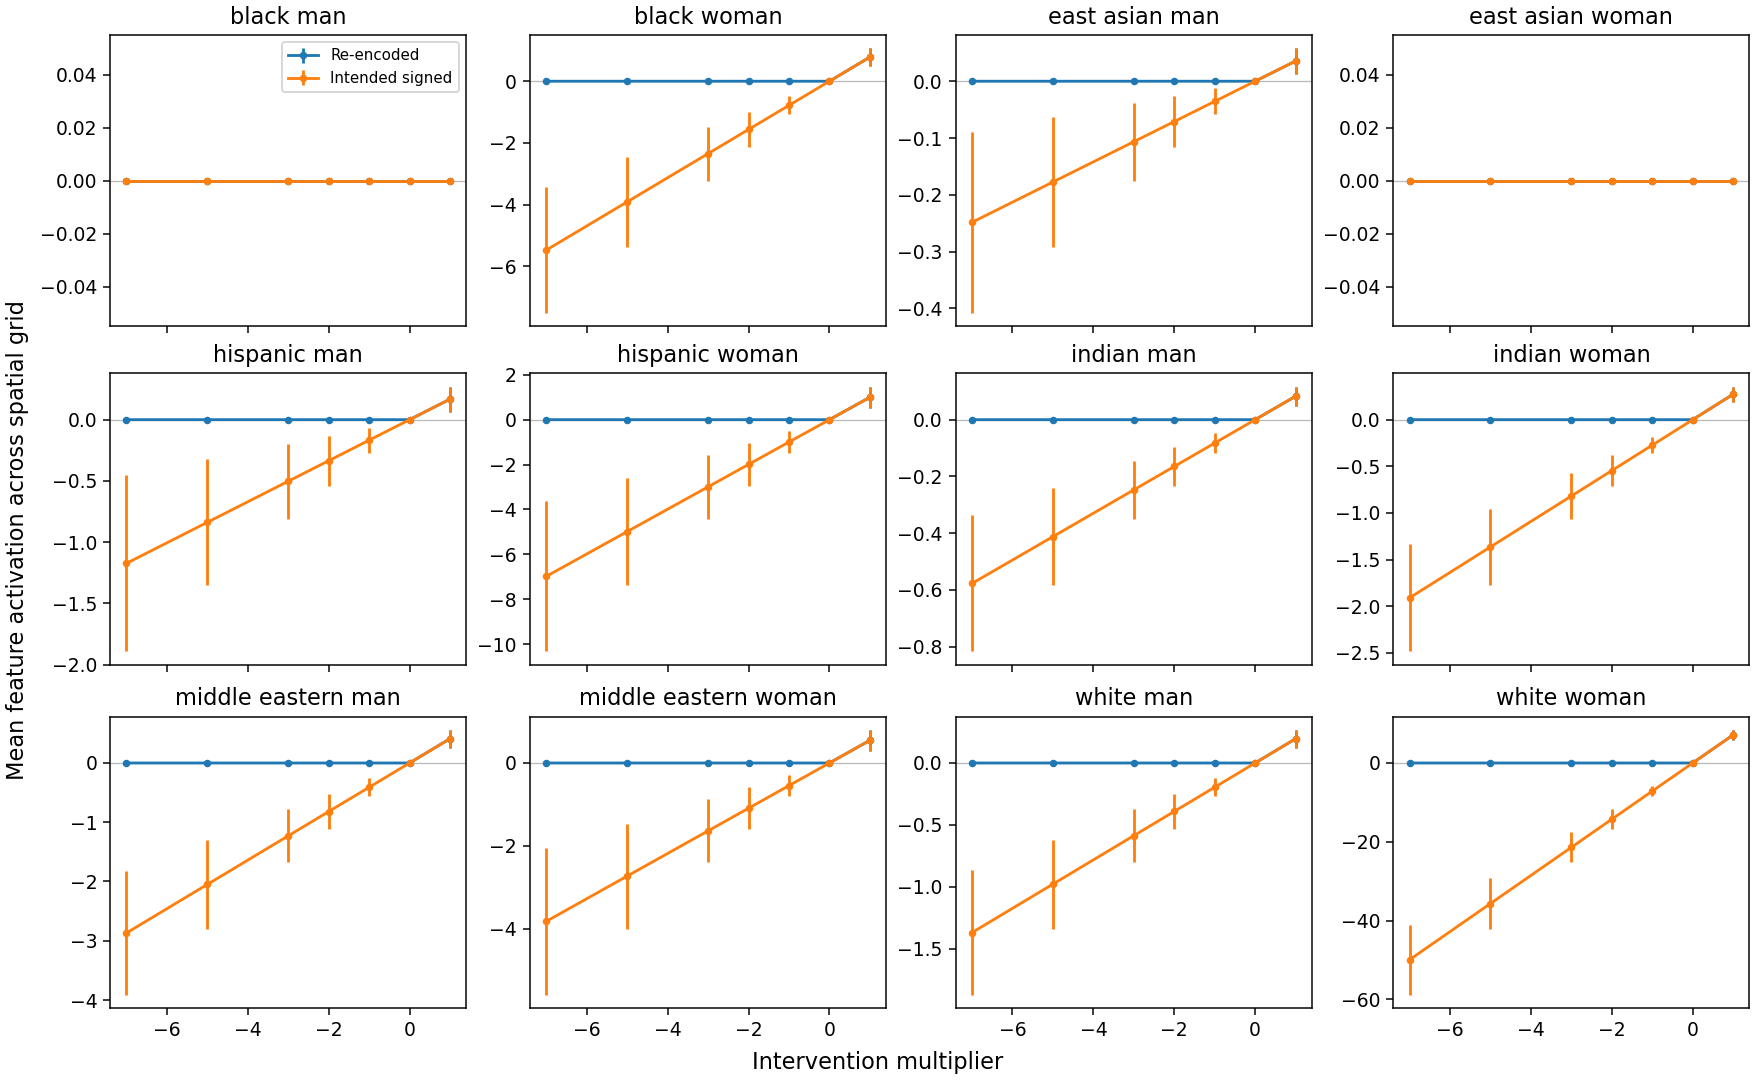 black man
black woman
east asian man
east asian woman
Re-encoded
Intended signed
0.04
0.02
0.00
−0.02
−0.04
0
−2
−4
−6
0.0
−0.1
−0.2
−0.3
−0.4
0.04
0.02
0.00
−0.02
−0.04
Mean feature activation across spatial grid
hispanic man
hispanic woman
indian man
indian woman
0.0
−0.5
−1.0
−1.5
−2.0
2
0
−2
−4
−6
−8
−10
0.0
−0.2
−0.4
−0.6
−0.8
0.0
−0.5
−1.0
−1.5
−2.0
−2.5
middle eastern man
middle eastern woman
white man
white woman
0
−1
−2
−3
−4
0
−2
−4
0.0
−0.5
−1.0
−1.5
0
−20
−40
−60
−6 −4 −2 0
−6 −4 −2 0
−6 −4 −2 0
−6 −4 −2 0
Intervention multiplier